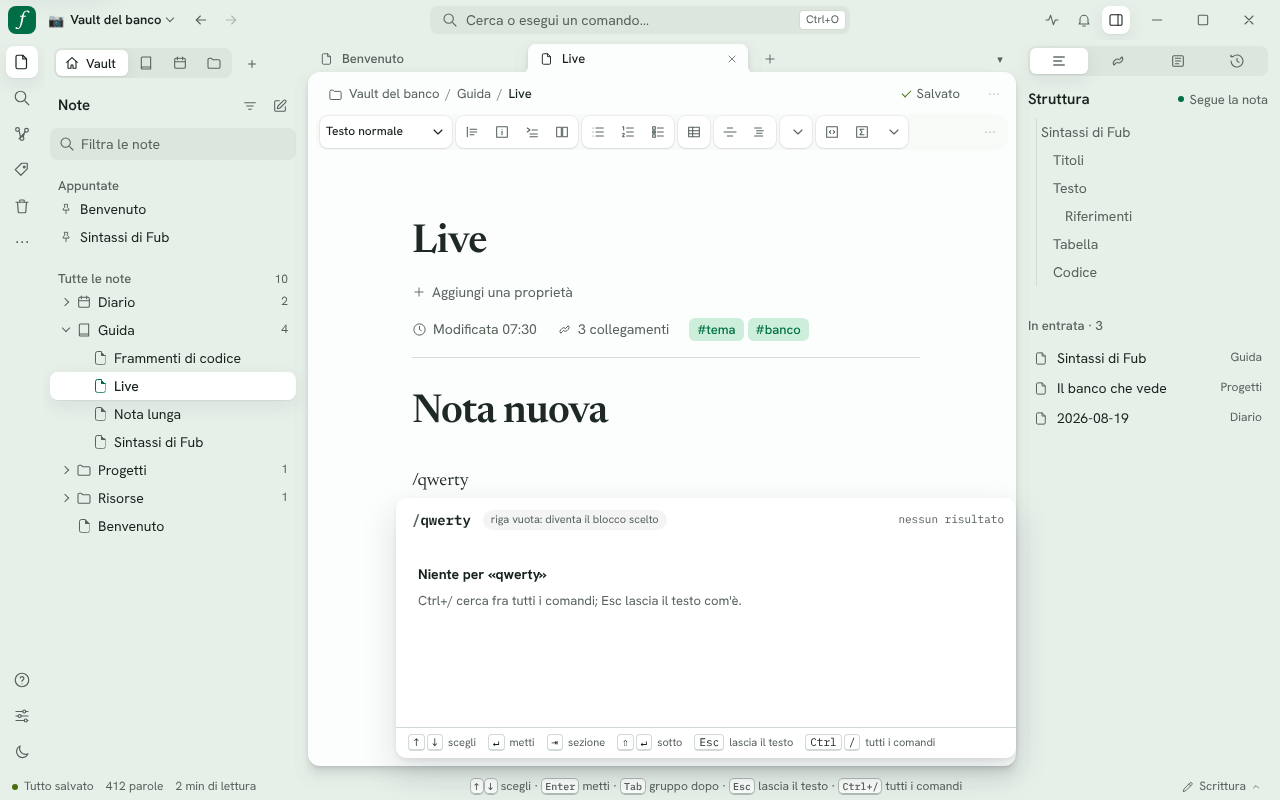 f Vault del banco
Cerca o esegui un comando…
Ctrl+O
Vault
Note
Filtra le note
Appuntate
Benvenuto
Sintassi di Fub
Tutte le note 10
Diario 2
Guida 4
Frammenti di codice
Live
Nota lunga
Sintassi di Fub
Progetti 1
Risorse 1
Benvenuto
Benvenuto
Live
Vault del banco / Guida / Live
Salvato
Testo normale
Live
Aggiungi una proprietà
Modificata 07:30 3 collegamenti #tema #banco
Nota nuova
/qwerty
/qwerty riga vuota: diventa il blocco scelto nessun risultato
Niente per «qwerty»
Ctrl+/ cerca fra tutti i comandi; Esc lascia il testo com'è.
↑ ↓ scegli ↵ metti ⇥ sezione ⇧ ↵ sotto Esc lascia il testo Ctrl / tutti i comandi
Struttura Segue la nota
Sintassi di Fub
Titoli
Testo
Riferimenti
Tabella
Codice
In entrata · 3
Sintassi di Fub Guida
Il banco che vede Progetti
2026-08-19 Diario
Tutto salvato 412 parole 2 min di lettura
↑ ↓ scegli · Enter metti · Tab gruppo dopo · Esc lascia il testo · Ctrl+/ tutti i comandi
Scrittura